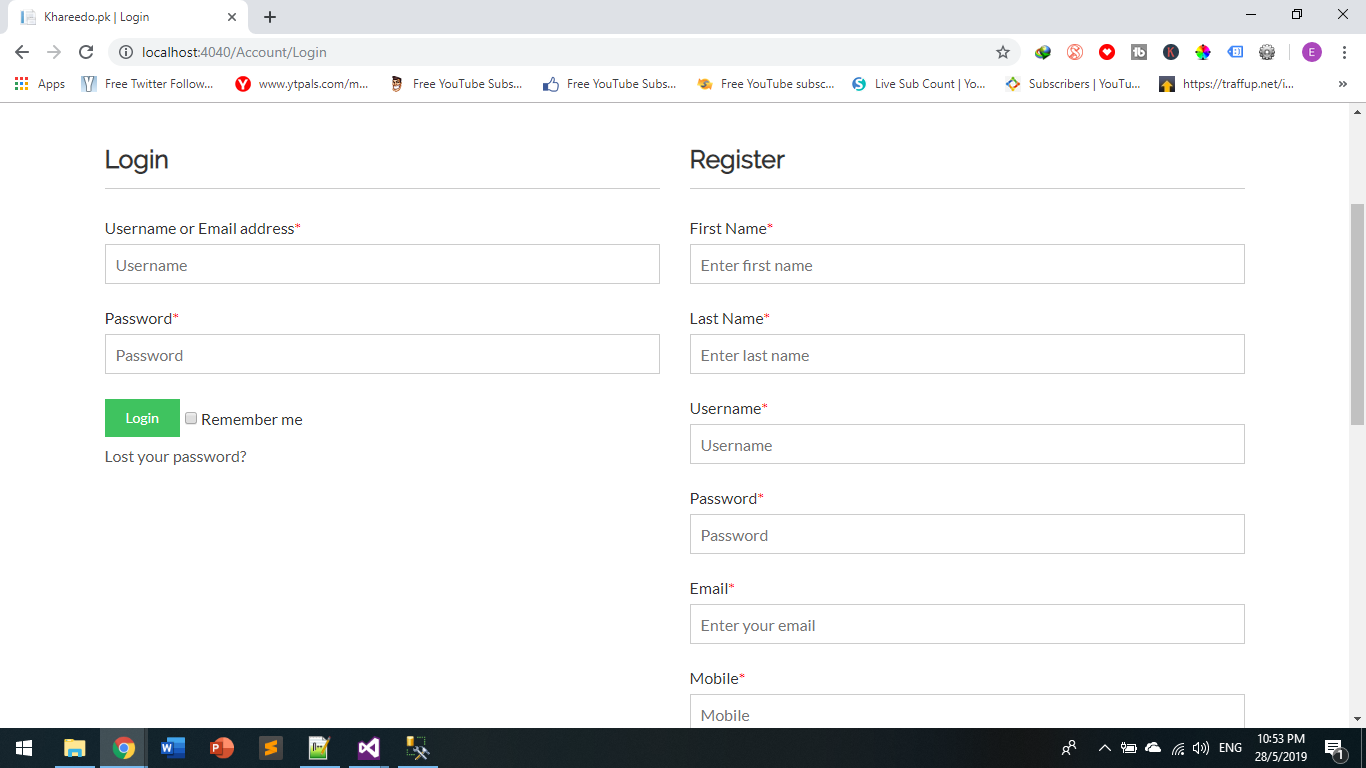 Khareedo.pk | Login
localhost:4040/Account/Login
E
Apps
Free Twitter Follow...
www.ytpals.com/m...
Free YouTube Subs...
Free YouTube Subs...
Free YouTube subsc...
Live Sub Count | Yo...
Subscribers | YouTu...
https://traffup.net/i...
»
Login
Username or Email address*
Username
Password*
Password
Login
Remember me
Lost your password?
Register
First Name*
Enter first name
Last Name*
Enter last name
Username*
Username
Password*
Password
Email*
Enter your email
Mobile*
Mobile
ENG
10:53 PM
28/5/2019
1